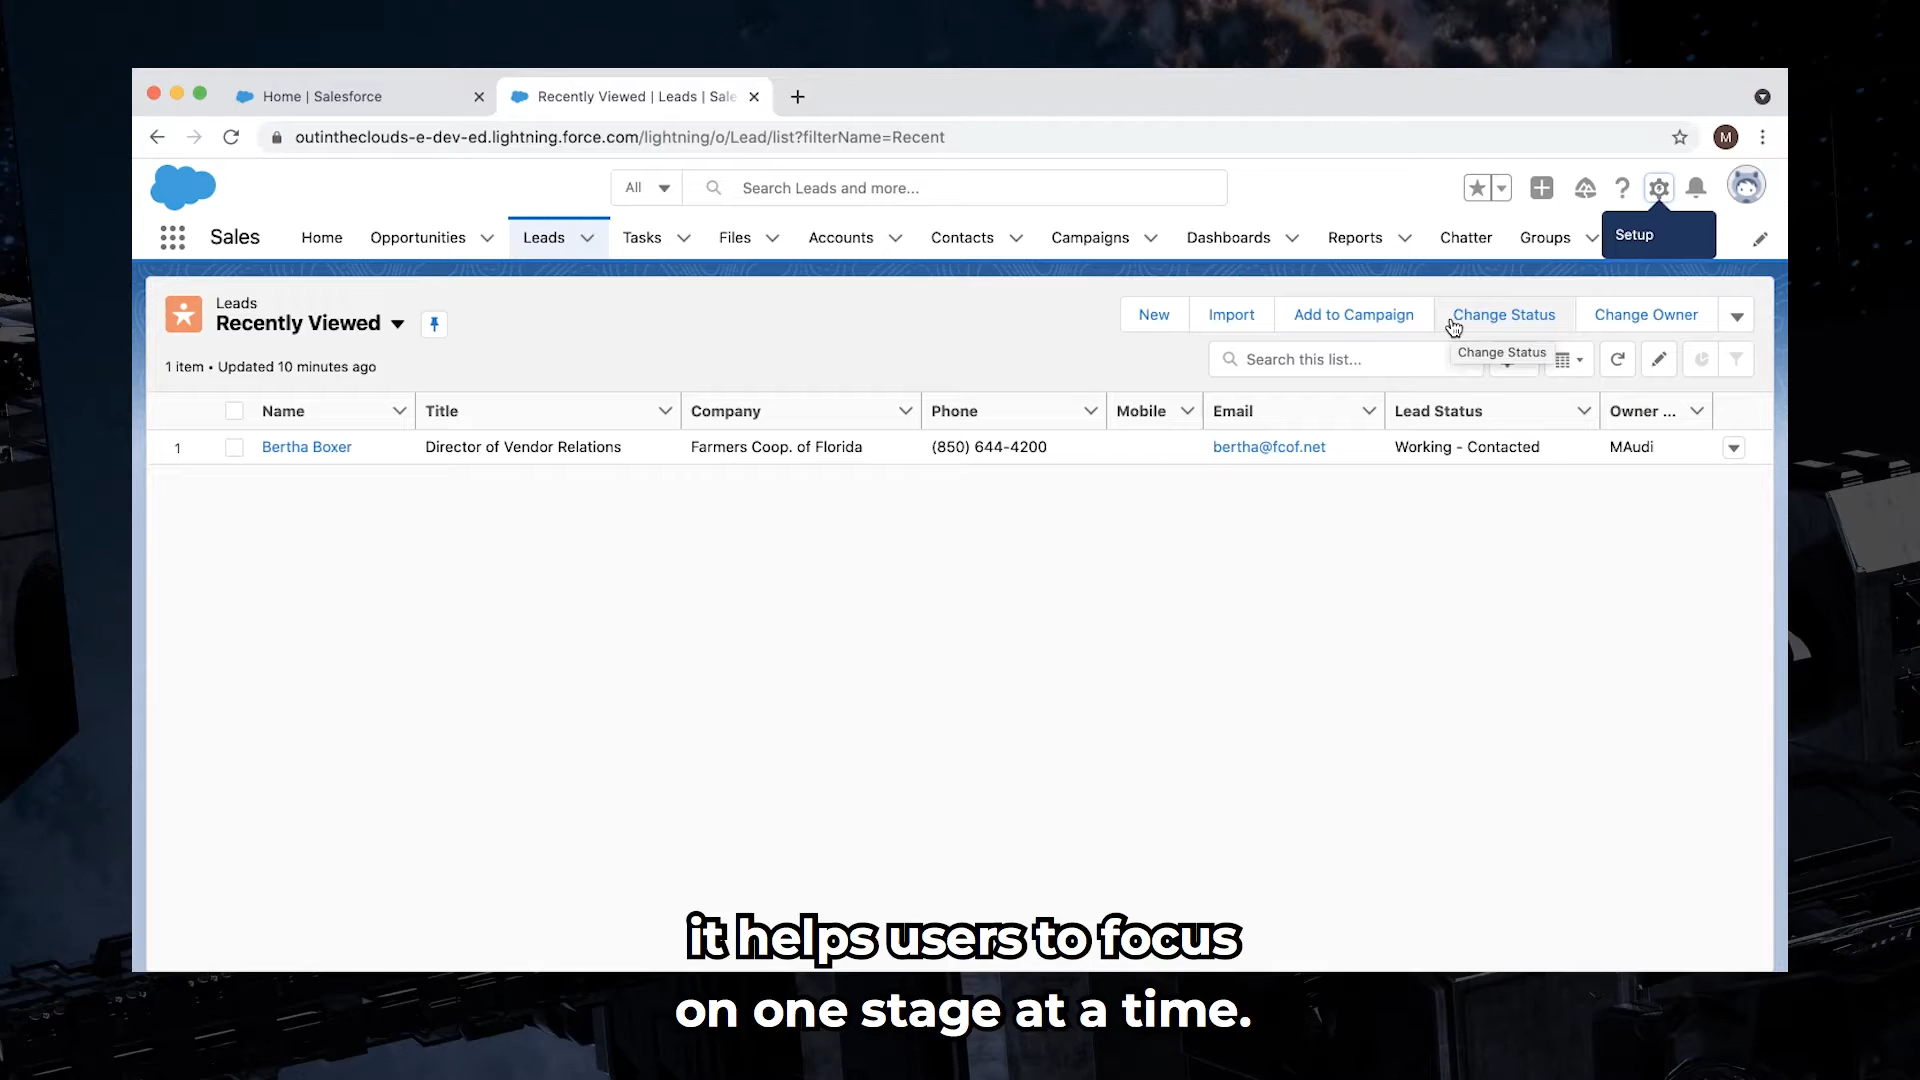 Home | Salesforce
Recently Viewed | Leads | Sale
outintheclouds-e-dev-ed.lightning.force.com/lightning/o/Lead/list?filterName=Recent
M
All
Search Leads and more...
Sales
Home
Opportunities
Leads
Tasks
Files
Accounts
Contacts
Campaigns
Dashboards
Reports
Chatter
Groups
Setup
Leads
Recently Viewed
New
Import
Add to Campaign
Change Status
Change Owner
1 item • Updated 10 minutes ago
Search this list...
Change Status
Name
Title
Company
Phone
Mobile
Email
Lead Status
Owner ...
1
Bertha Boxer
Director of Vendor Relations
Farmers Coop. of Florida
(850) 644-4200
bertha@fcof.net
Working - Contacted
MAudi
it helps users to focus
on one stage at a time.